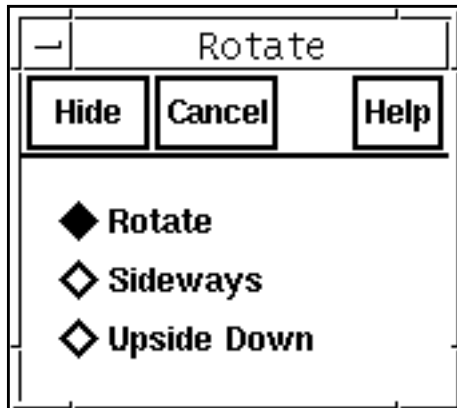 Rotate
Hide Cancel Help
Rotate
Sideways
Upside Down